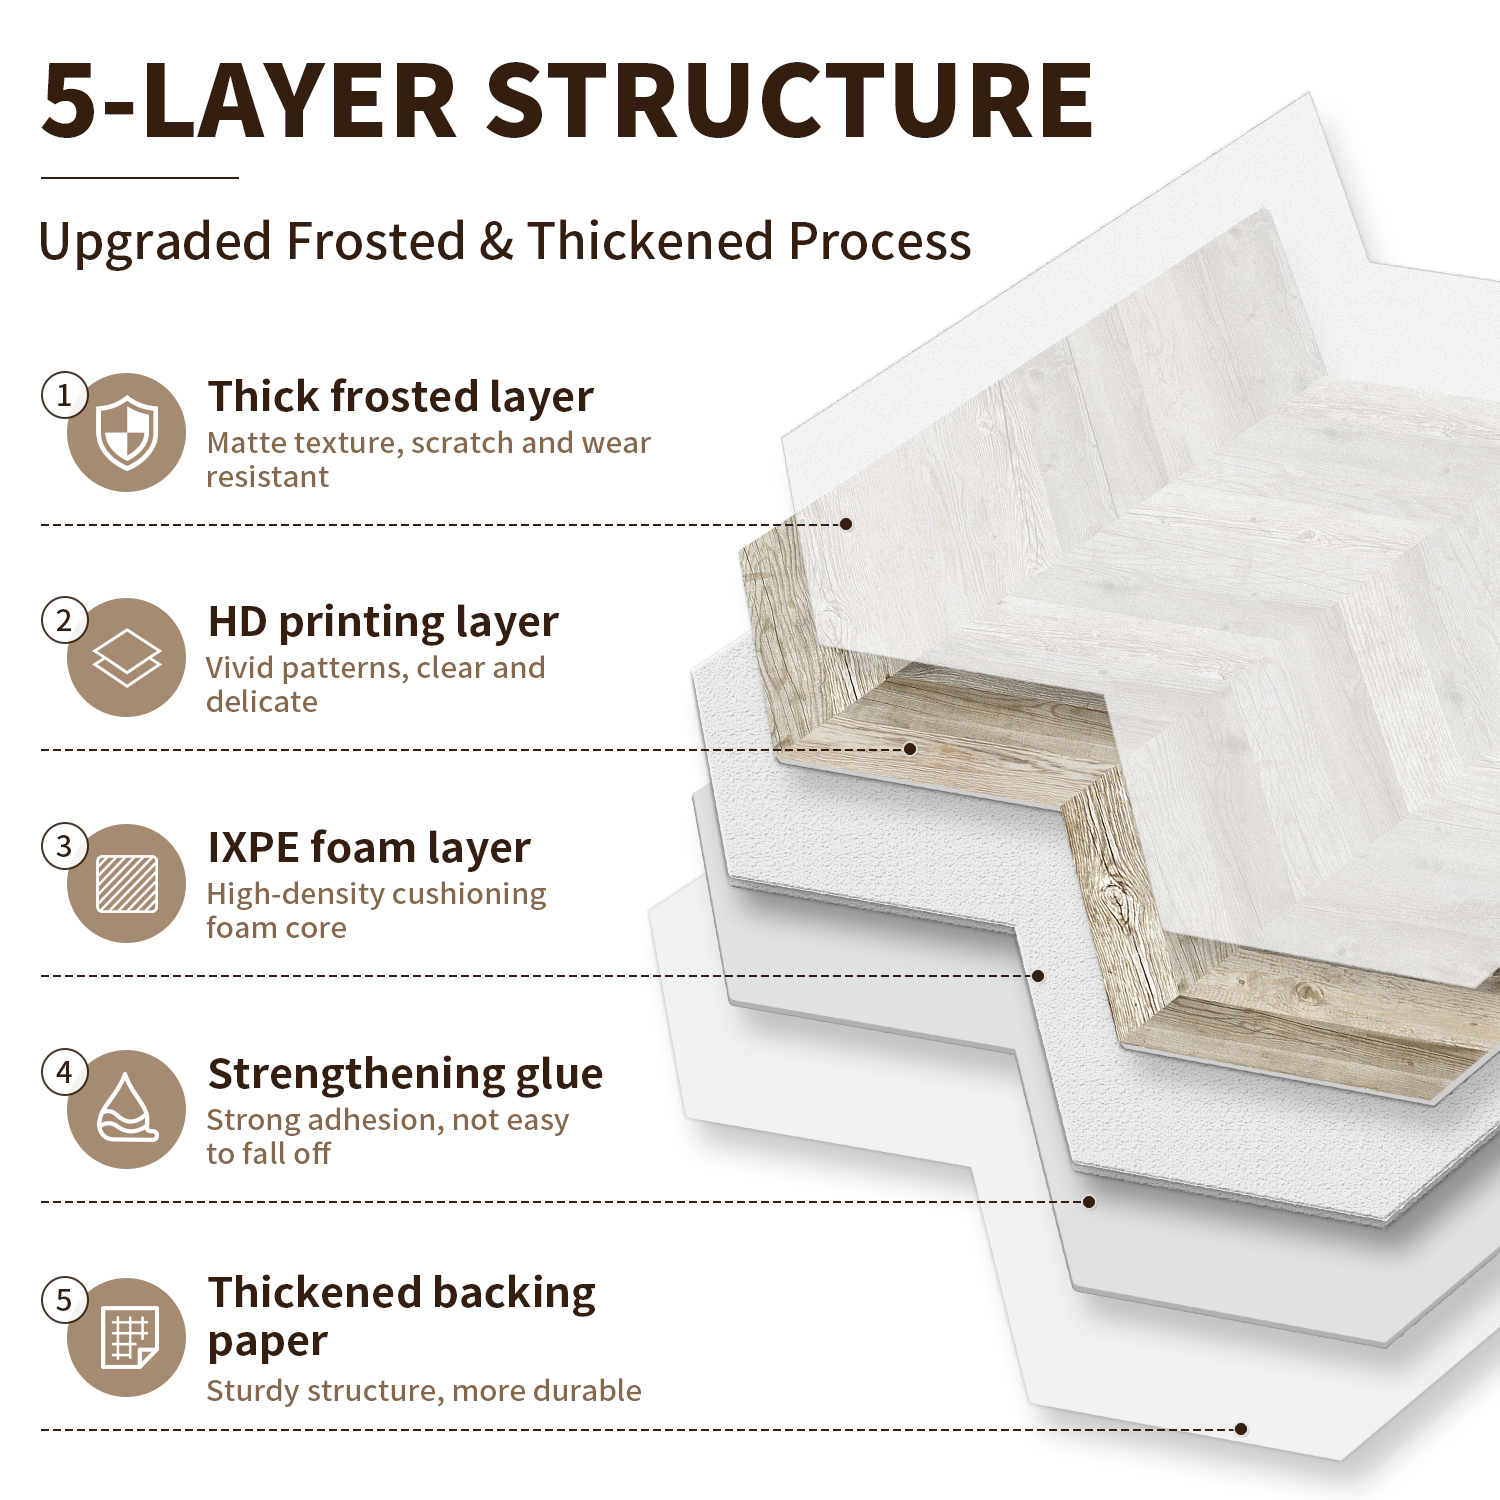 5-LAYER STRUCTURE
Upgraded Frosted & Thickened Process
1
Thick frosted layer
Matte texture, scratch and wear
resistant
2
HD printing layer
Vivid patterns, clear and
delicate
3
IXPE foam layer
High-density cushioning
foam core
4
Strengthening glue
Strong adhesion, not easy
to fall off
5
Thickened backing
paper
Sturdy structure, more durable